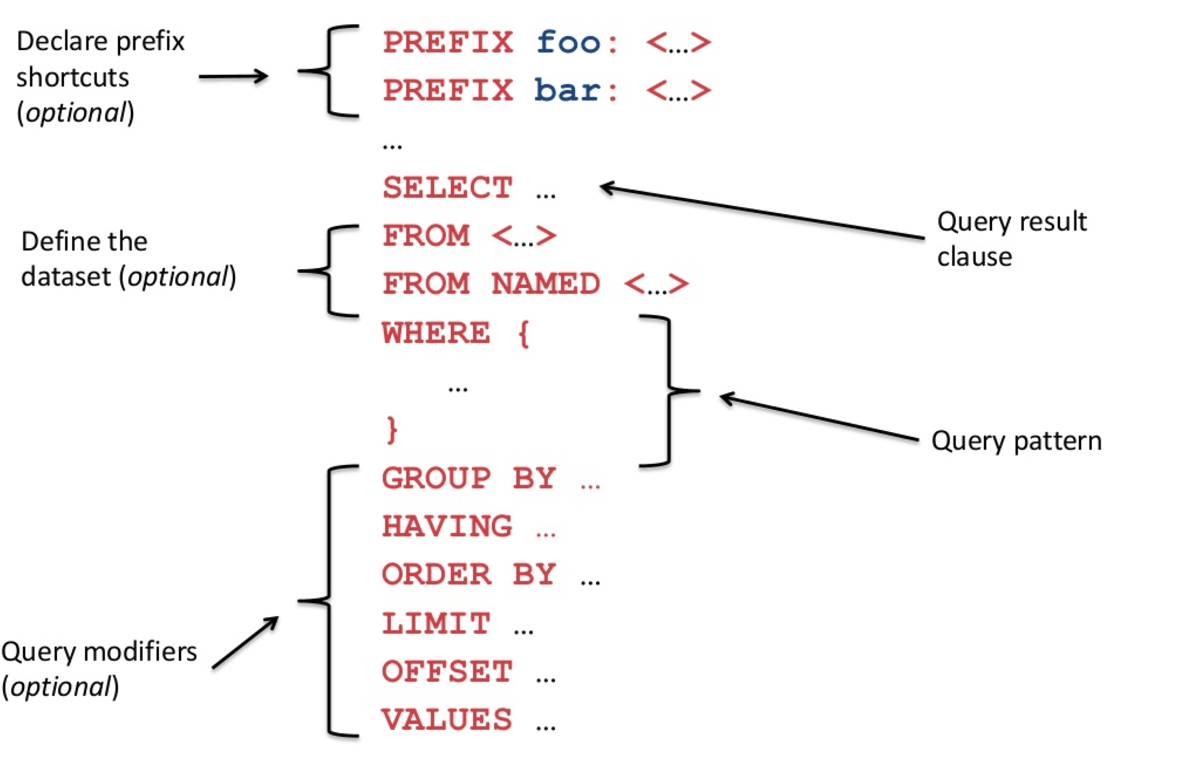 Declare prefix
shortcuts
(optional)
PREFIX foo: <…>
PREFIX bar: <…>
…
SELECT …
Query result
clause
Define the
dataset (optional)
FROM <…>
FROM NAMED <…>
WHERE {
…
}
Query pattern
GROUP BY …
HAVING …
ORDER BY …
LIMIT …
OFFSET …
VALUES …
Query modifiers
(optional)